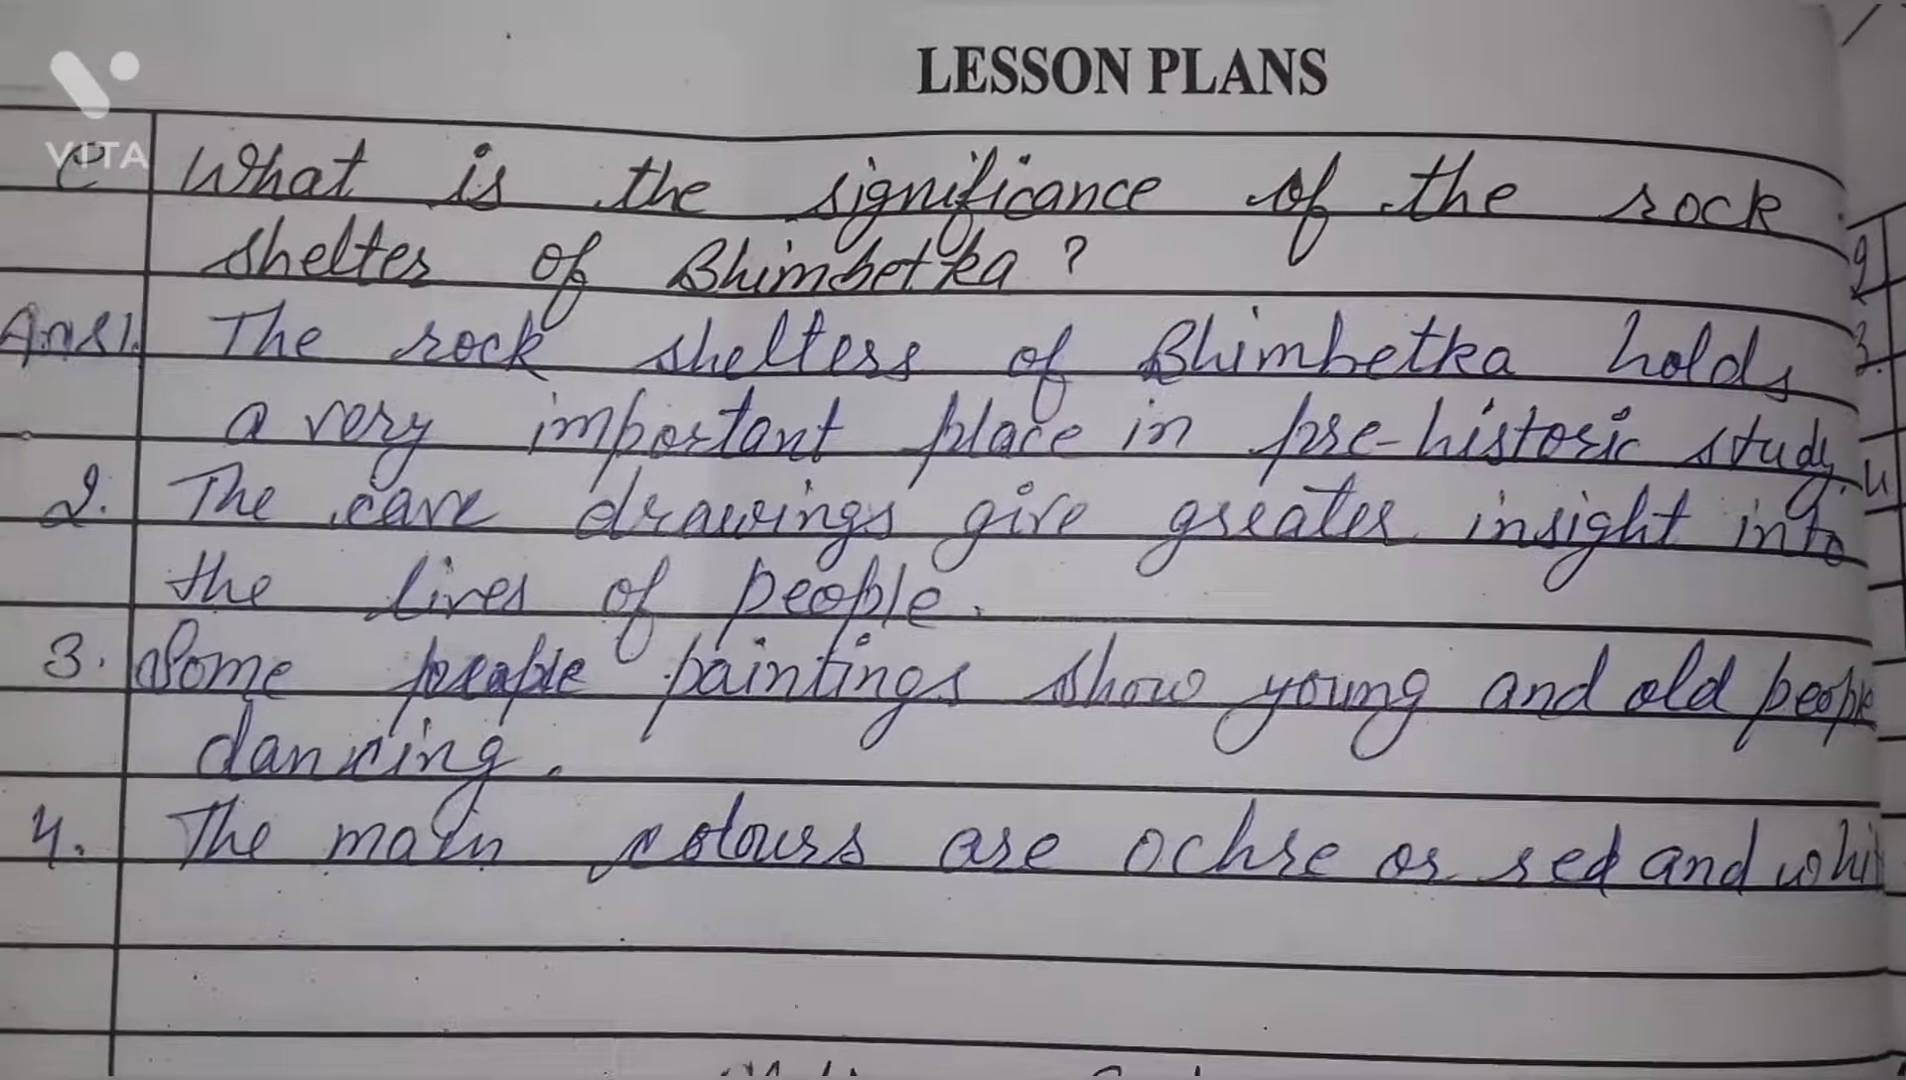 VITA
LESSON PLANS
C What is the significance of the rock
shelter of Bhimbetka?
Ans1. The rock shelters of Bhimbetka holds
a very important place in pre-historic study.
2. The cave drawings give greater insight into
the lives of people.
3. Some people paintings show young and old people
dancing.
4. The main colours are ochre or red and whi